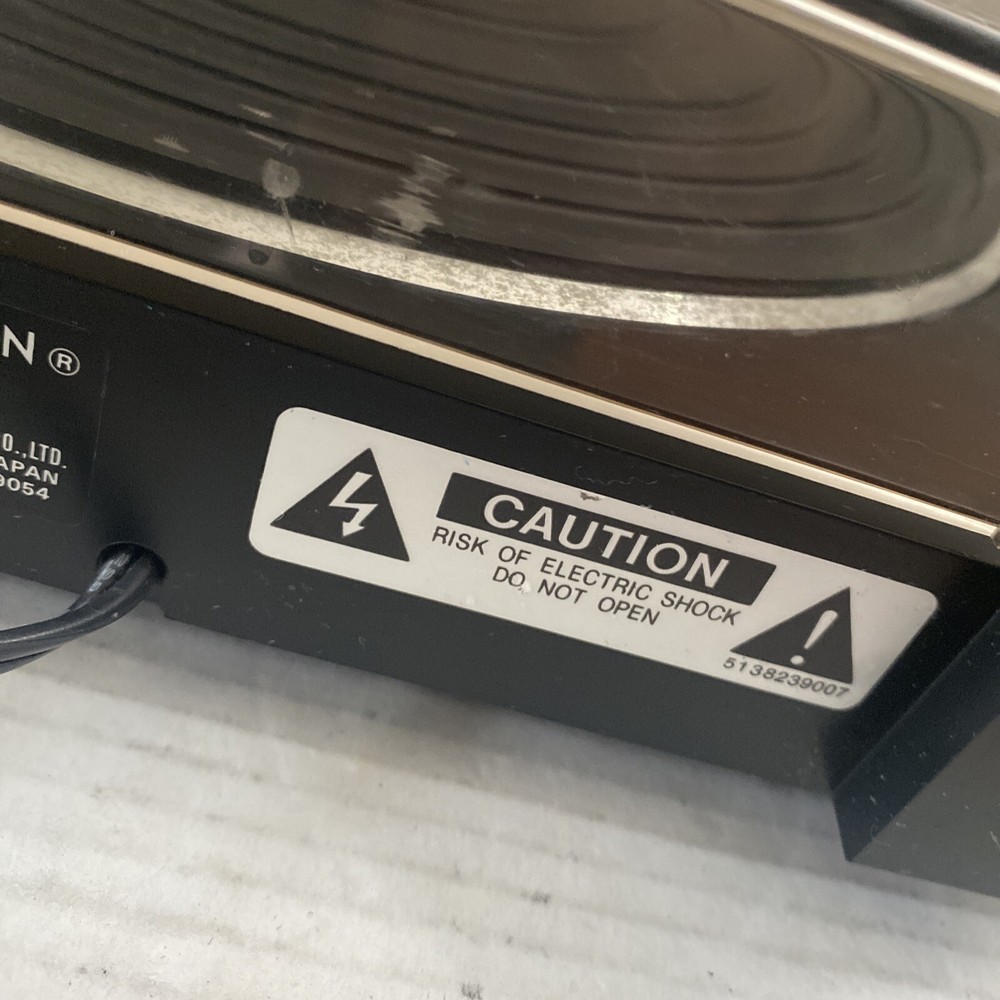 N®
O.,LTD.
APAN
9054
CAUTION
RISK OF ELECTRIC SHOCK
DO NOT OPEN
5138239007